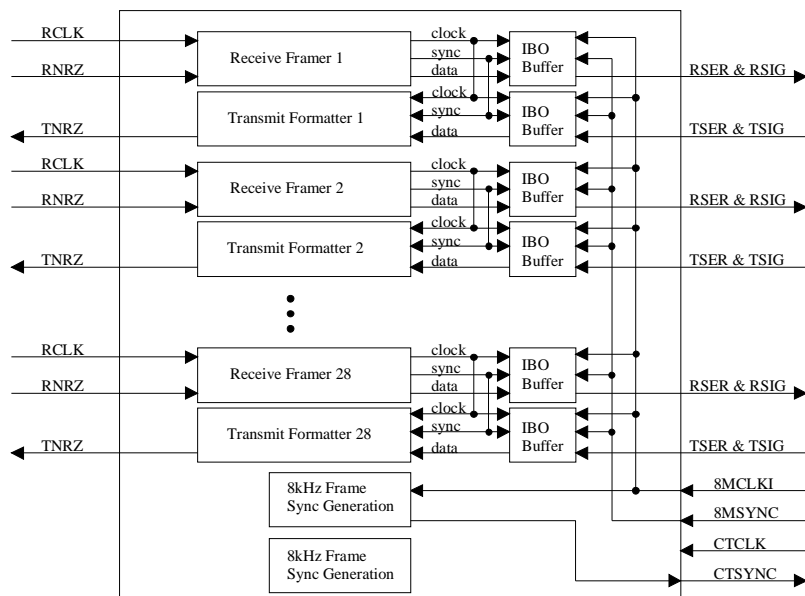 RCLK
Receive Framer 1
clock
sync
data
IBO
Buffer
RNRZ
RSER & RSIG
Transmit Formatter 1
clock
sync
data
IBO
Buffer
TNRZ
TSER & TSIG
RCLK
Receive Framer 2
clock
sync
data
IBO
Buffer
RNRZ
RSER & RSIG
Transmit Formatter 2
clock
sync
data
IBO
Buffer
TNRZ
TSER & TSIG
RCLK
Receive Framer 28
clock
sync
data
IBO
Buffer
RNRZ
RSER & RSIG
Transmit Formatter 28
clock
sync
data
IBO
Buffer
TNRZ
TSER & TSIG
8kHz Frame
Sync Generation
8MCLKI
8MSYNC
CTCLK
8kHz Frame
Sync Generation
CTSYNC